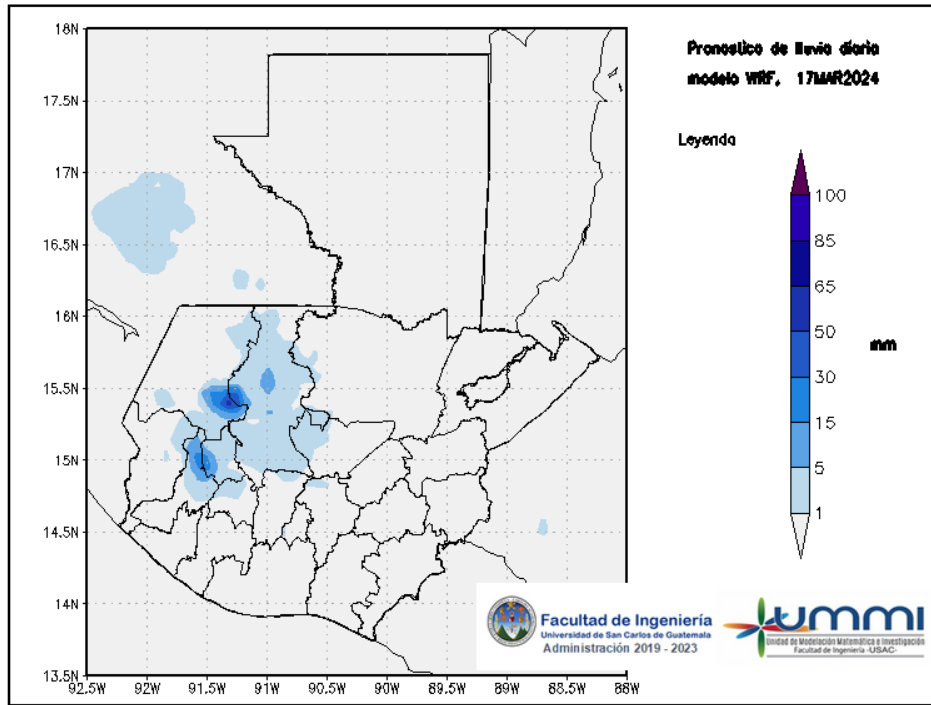 Pronostico de lluvia diaria
modelo WRF, 17MAR2024
Leyenda
100
85
65
50
30
15
5
1
mm
18N
17.5N
17N
16.5N
16N
15.5N
15N
14.5N
14N
13.5N
92.5W 92W 91.5W 91W 90.5W 90W 89.5W 89W 88.5W 88W
Facultad de Ingeniería
Universidad de San Carlos de Guatemala
Administración 2019 - 2023
ummi
Unidad de Modelación Matemática e Investigación
Facultad de Ingeniería -USAC-